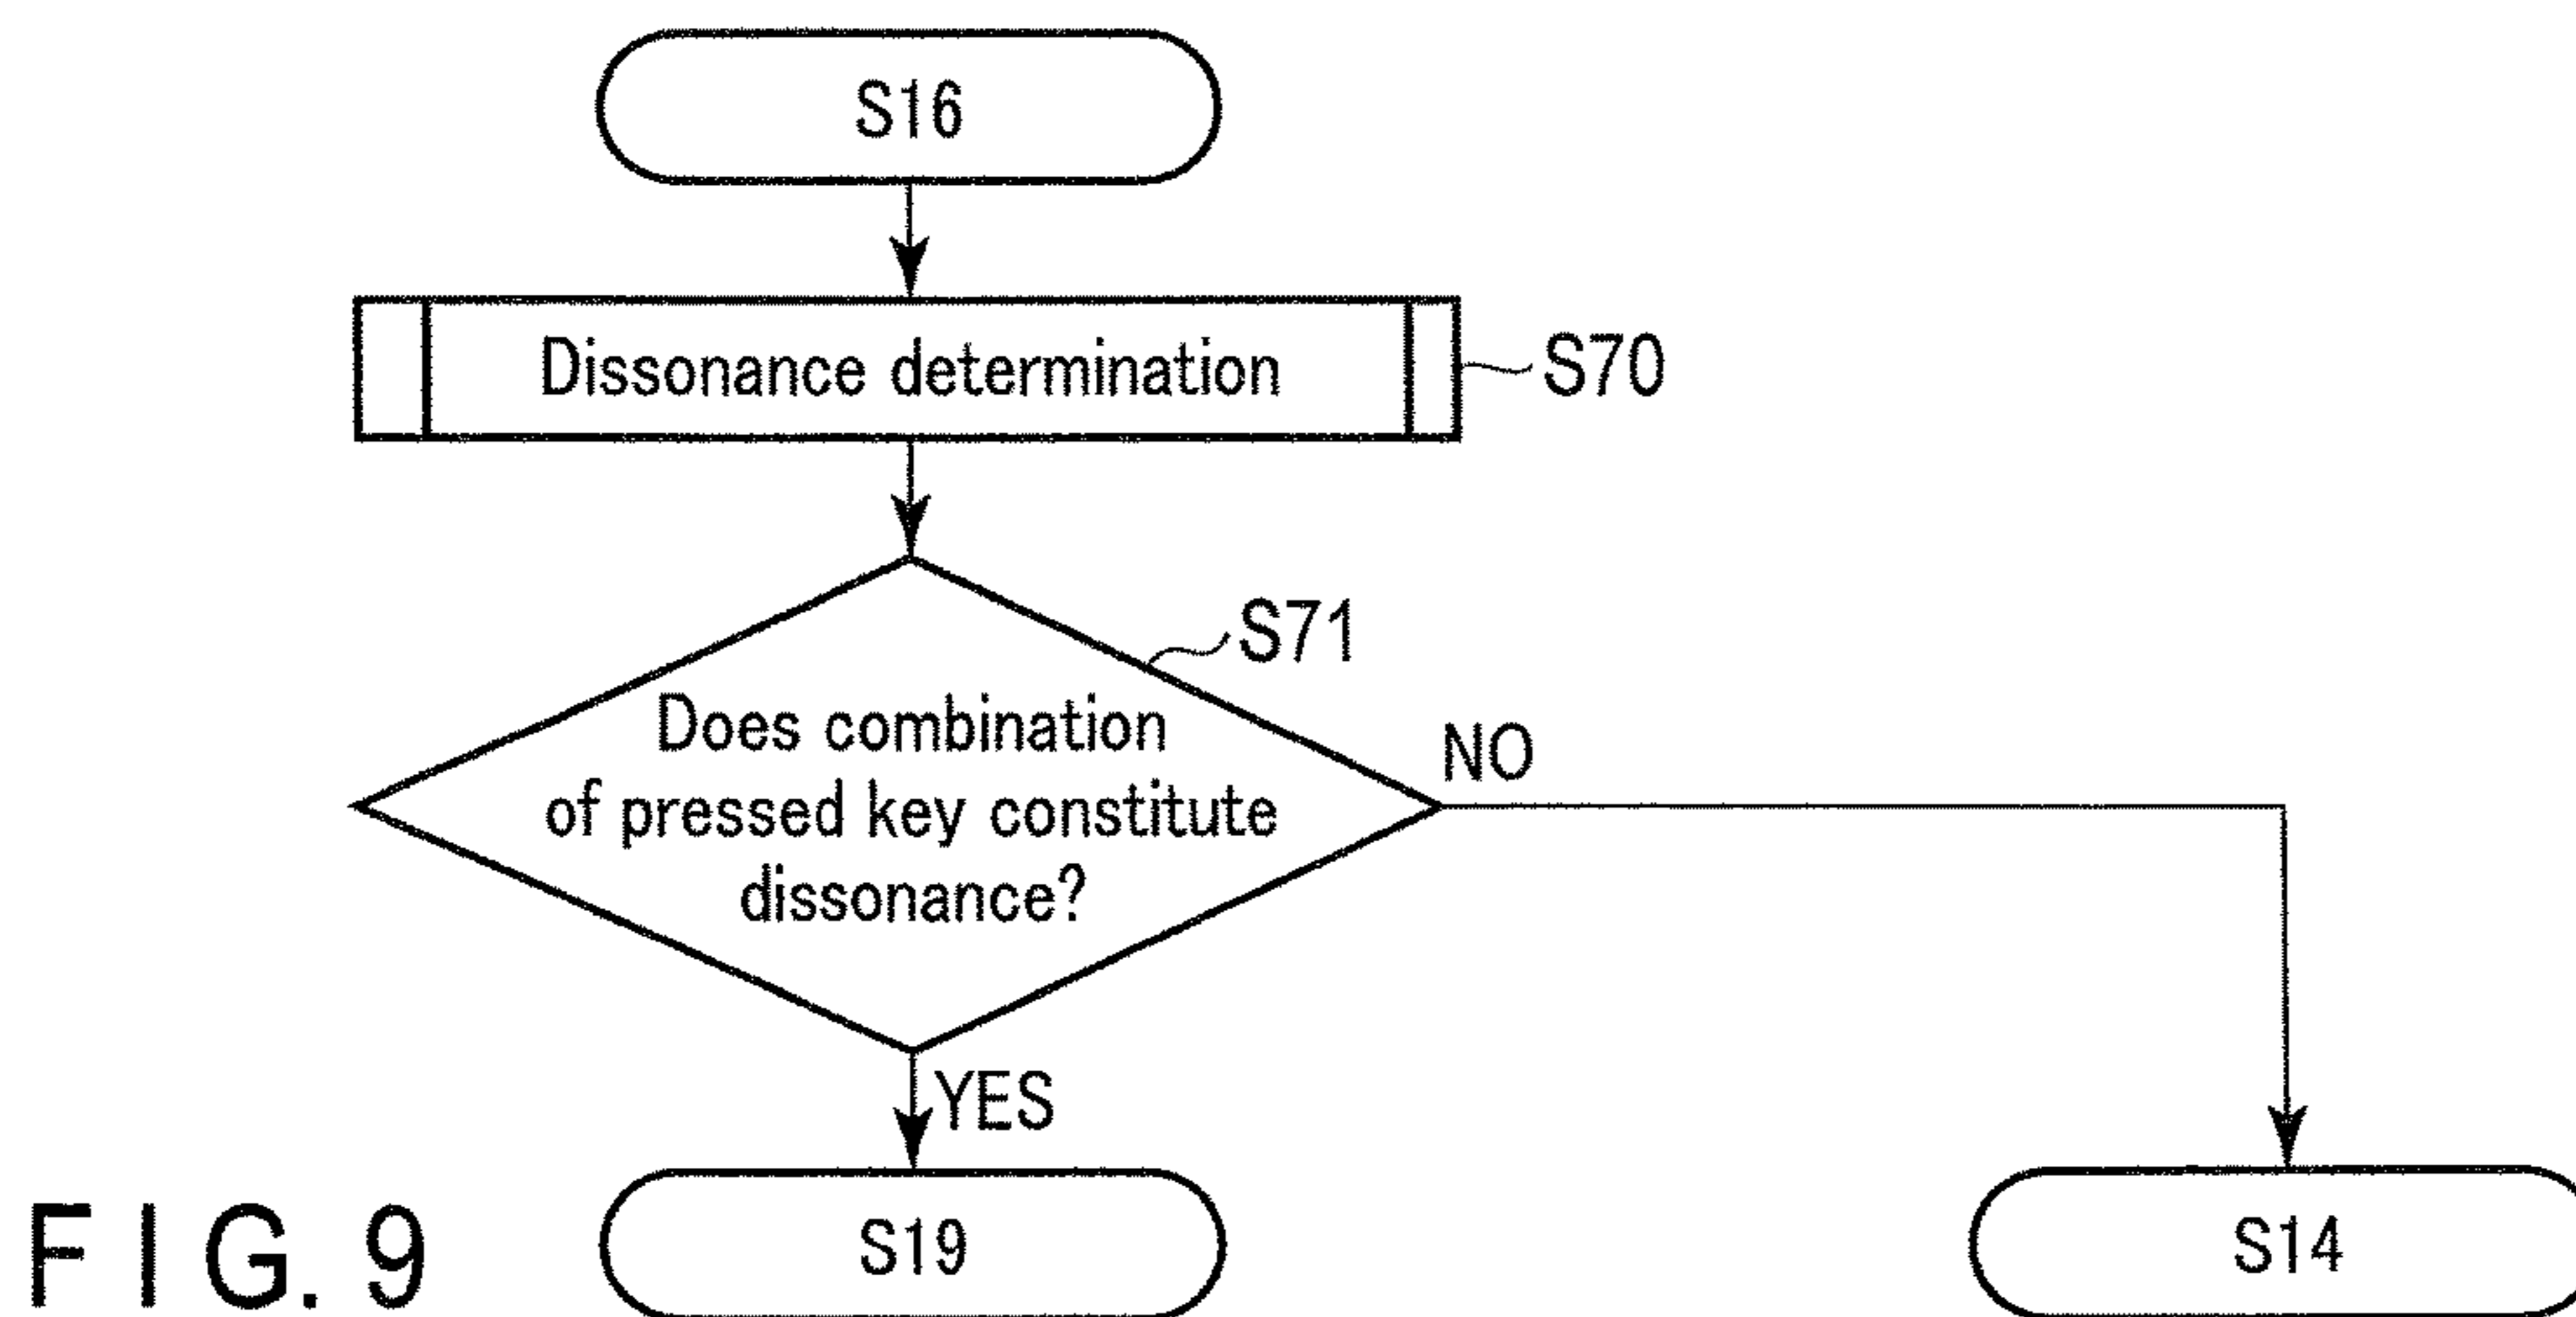 S16
Dissonance determination
S70
S71
Does combination
of pressed key constitute
dissonance?
NO
YES
S19
S14
FIG. 9